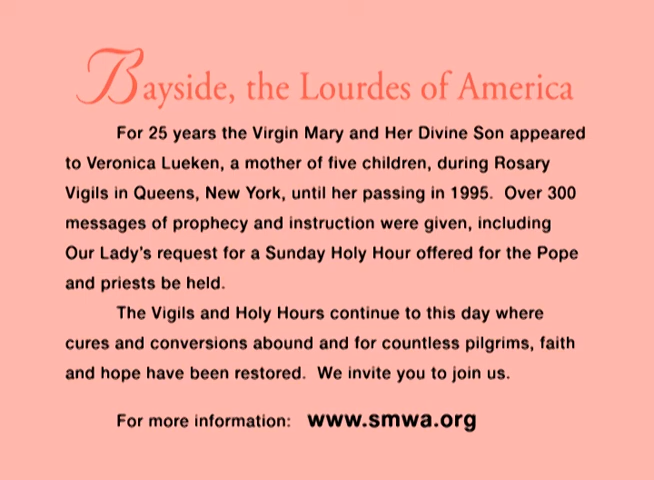 Bayside, the Lourdes of America
For 25 years the Virgin Mary and Her Divine Son appeared
to Veronica Lueken, a mother of five children, during Rosary
Vigils in Queens, New York, until her passing in 1995.  Over 300
messages of prophecy and instruction were given, including
Our Lady's request for a Sunday Holy Hour offered for the Pope
and priests be held.
The Vigils and Holy Hours continue to this day where
cures and conversions abound and for countless pilgrims, faith
and hope have been restored.  We invite you to join us.
For more information:  www.smwa.org